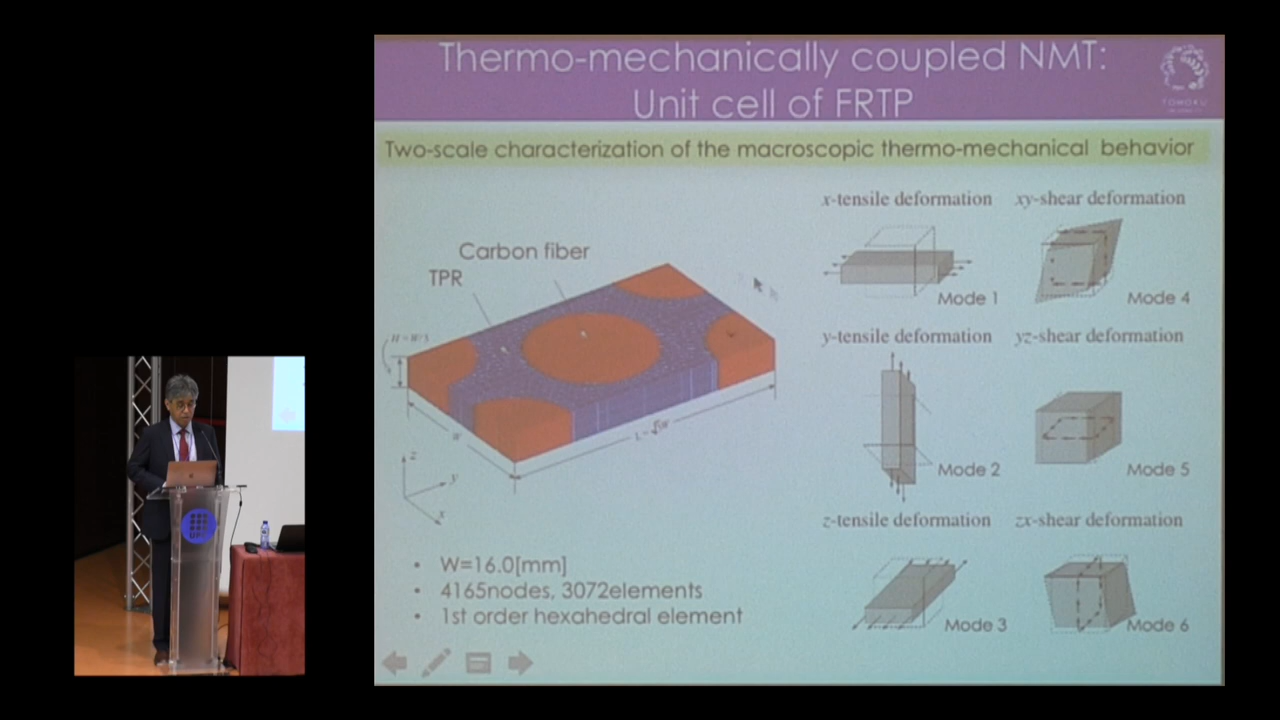 Thermo-mechanically coupled NMT:
Unit cell of FRTP
TOHOKU
Two-scale characterization of the macroscopic thermo-mechanical behavior
Carbon fiber
TPR
W
z
y
x
• W=16.0[mm]
• 4165nodes, 3072elements
• 1st order hexahedral element
x-tensile deformation
xy-shear deformation
Mode 1
Mode 4
y-tensile deformation
yz-shear deformation
Mode 2
Mode 5
z-tensile deformation
zx-shear deformation
Mode 3
Mode 6